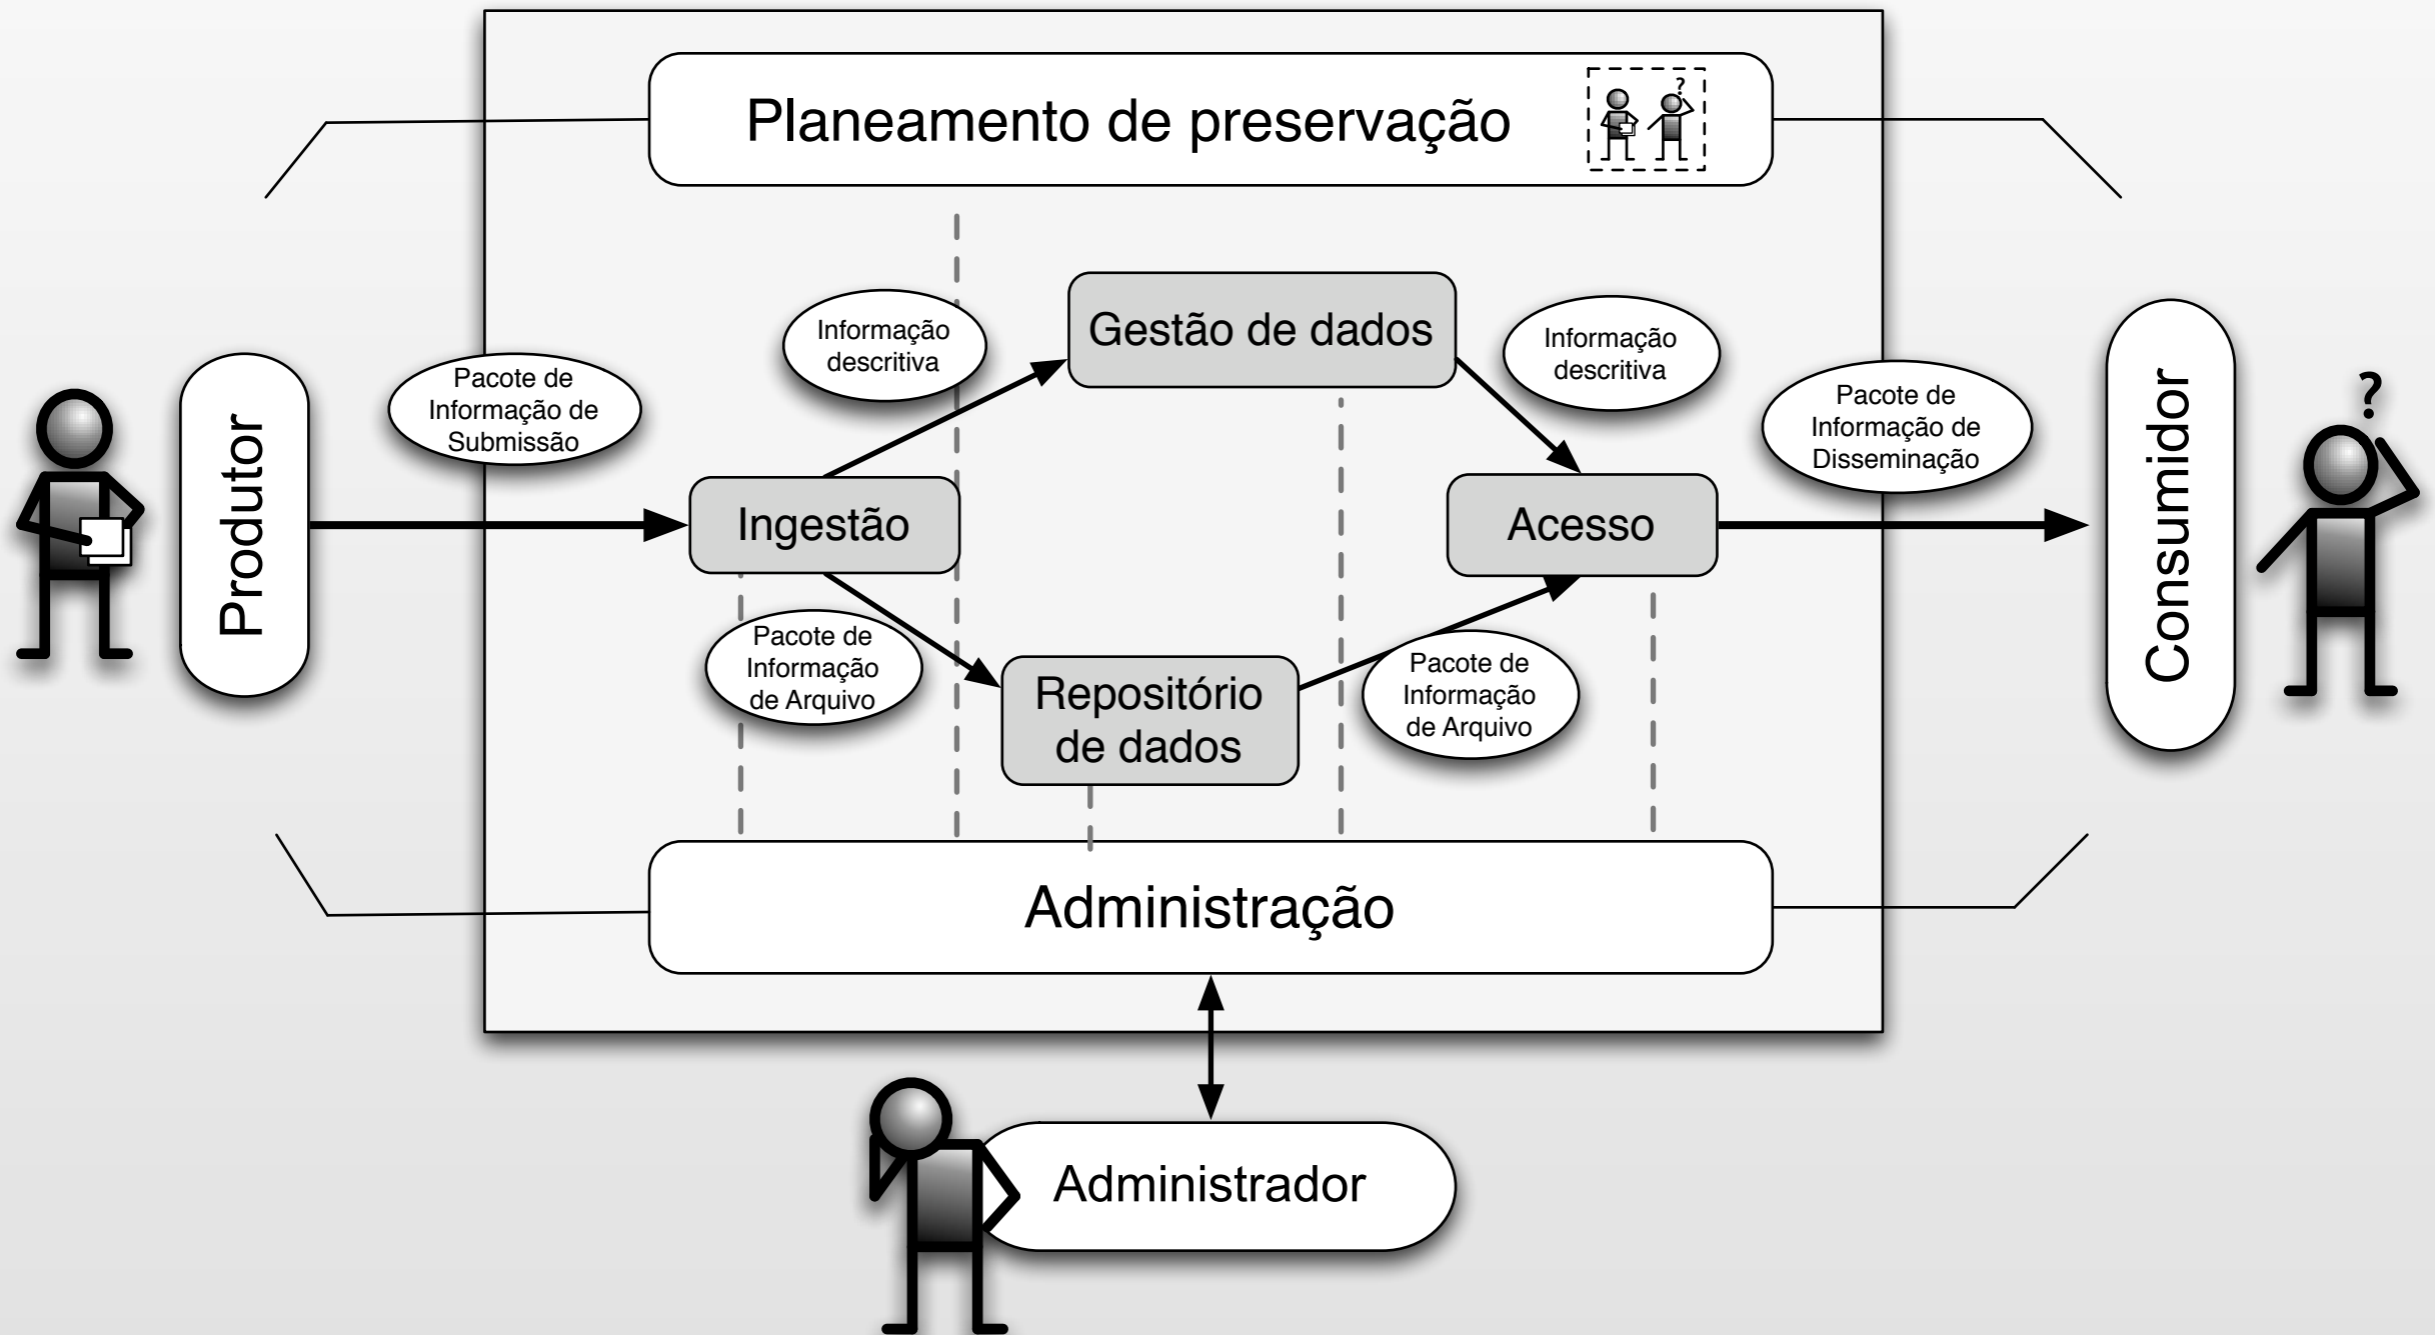 Planeamento de preservação
?
Informação
descritiva
Gestão de dados
Informação
descritiva
Pacote de
Informação de
Submissão
Pacote de
Informação de
Disseminação
?
Produtor
Ingestão
Acesso
Consumidor
Pacote de
Informação
de Arquivo
Repositório
de dados
Pacote de
Informação
de Arquivo
Administração
Administrador